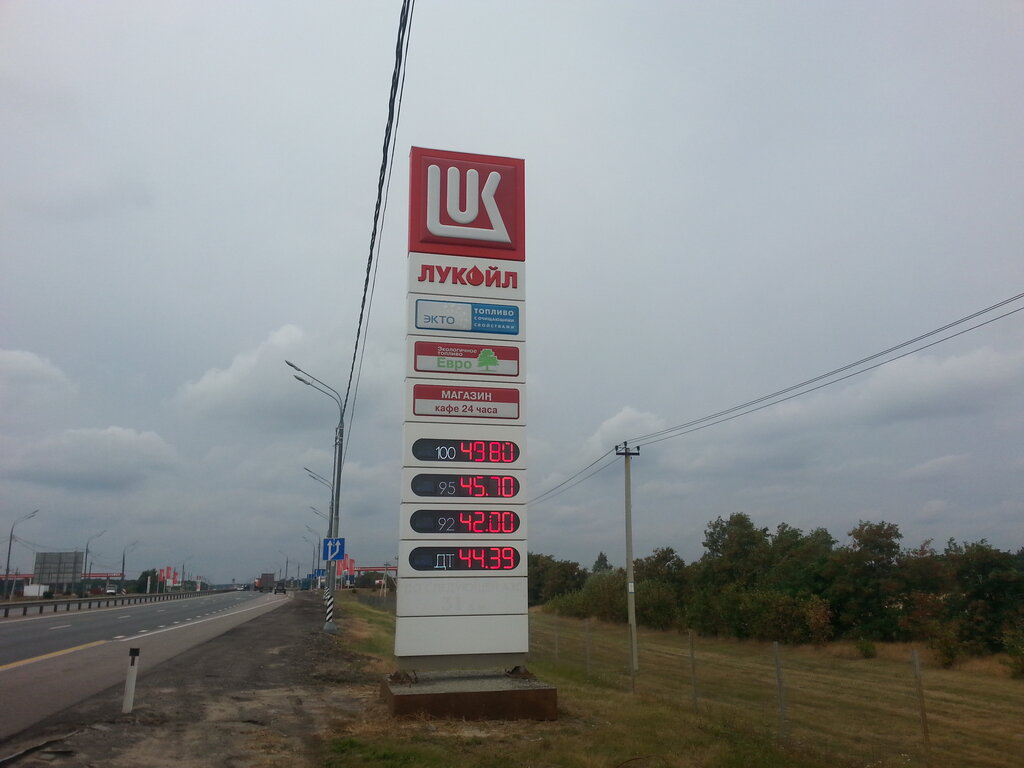 LUK
ЛУКОЙЛ
ЭКТО
ТОПЛИВО
С ОЧИЩАЮЩИМИ
СВОЙСТВАМИ
Экологичное
топливо
Евро
МАГАЗИН
кафе 24 часа
100 49.80
95 45.70
92 42.00
ДТ 44.39